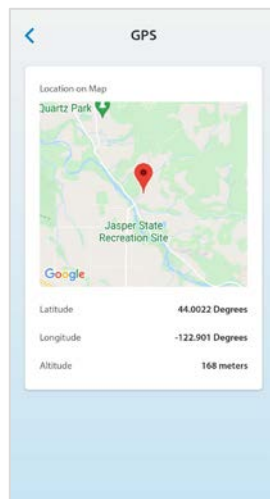 GPS
Location on Map
Quartz Park
Jasper State
Recreation Site
Google
Latitude 44.0022 Degrees
Longitude -122.901 Degrees
Altitude 168 meters